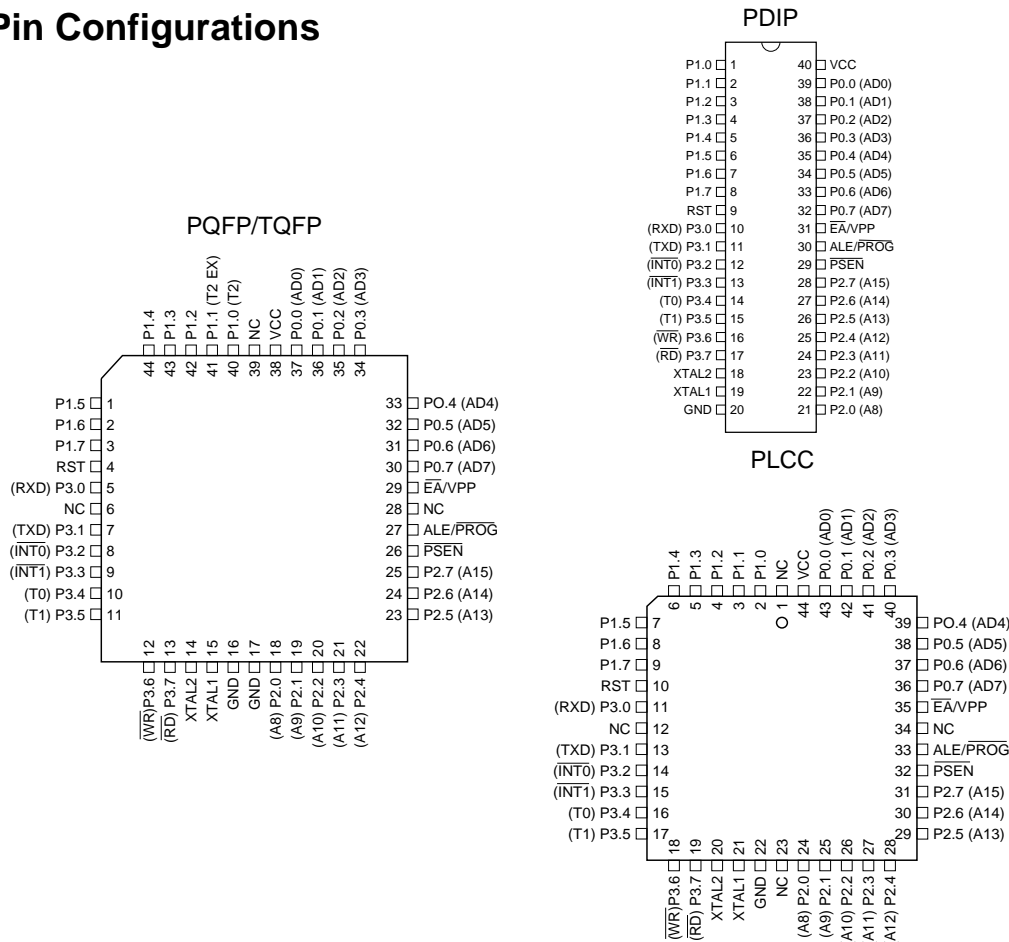 Pin Configurations
PDIP
P1.0 1 40 VCC
P1.1 2 39 P0.0 (AD0)
P1.2 3 38 P0.1 (AD1)
P1.3 4 37 P0.2 (AD2)
P1.4 5 36 P0.3 (AD3)
P1.5 6 35 P0.4 (AD4)
P1.6 7 34 P0.5 (AD5)
P1.7 8 33 P0.6 (AD6)
RST 9 32 P0.7 (AD7)
(RXD) P3.0 10 31 EA/VPP
(TXD) P3.1 11 30 ALE/PROG
(INT0) P3.2 12 29 PSEN
(INT1) P3.3 13 28 P2.7 (A15)
(T0) P3.4 14 27 P2.6 (A14)
(T1) P3.5 15 26 P2.5 (A13)
(WR) P3.6 16 25 P2.4 (A12)
(RD) P3.7 17 24 P2.3 (A11)
XTAL2 18 23 P2.2 (A10)
XTAL1 19 22 P2.1 (A9)
GND 20 21 P2.0 (A8)
PQFP/TQFP
44 P1.4
43 P1.3
42 P1.2
41 P1.1 (T2 EX)
40 P1.0 (T2)
39 NC
38 VCC
37 P0.0 (AD0)
36 P0.1 (AD1)
35 P0.2 (AD2)
34 P0.3 (AD3)
P1.5 1 33 PO.4 (AD4)
P1.6 2 32 P0.5 (AD5)
P1.7 3 31 P0.6 (AD6)
RST 4 30 P0.7 (AD7)
(RXD) P3.0 5 29 EA/VPP
NC 6 28 NC
(TXD) P3.1 7 27 ALE/PROG
(INT0) P3.2 8 26 PSEN
(INT1) P3.3 9 25 P2.7 (A15)
(T0) P3.4 10 24 P2.6 (A14)
(T1) P3.5 11 23 P2.5 (A13)
(WR)P3.6 12
(RD) P3.7 13
XTAL2 14
XTAL1 15
GND 16
GND 17
(A8) P2.0 18
(A9) P2.1 19
(A10) P2.2 20
(A11) P2.3 21
(A12) P2.4 22
PLCC
6 P1.4
5 P1.3
4 P1.2
3 P1.1
2 P1.0
1 NC
44 VCC
43 P0.0 (AD0)
42 P0.1 (AD1)
41 P0.2 (AD2)
40 P0.3 (AD3)
P1.5 7 39 PO.4 (AD4)
P1.6 8 38 P0.5 (AD5)
P1.7 9 37 P0.6 (AD6)
RST 10 36 P0.7 (AD7)
(RXD) P3.0 11 35 EA/VPP
NC 12 34 NC
(TXD) P3.1 13 33 ALE/PROG
(INT0) P3.2 14 32 PSEN
(INT1) P3.3 15 31 P2.7 (A15)
(T0) P3.4 16 30 P2.6 (A14)
(T1) P3.5 17 29 P2.5 (A13)
(WR)P3.6 18
(RD) P3.7 19
XTAL2 20
XTAL1 21
GND 22
NC 23
(A8) P2.0 24
(A9) P2.1 25
A10) P2.2 26
A11) P2.3 27
A12) P2.4 28